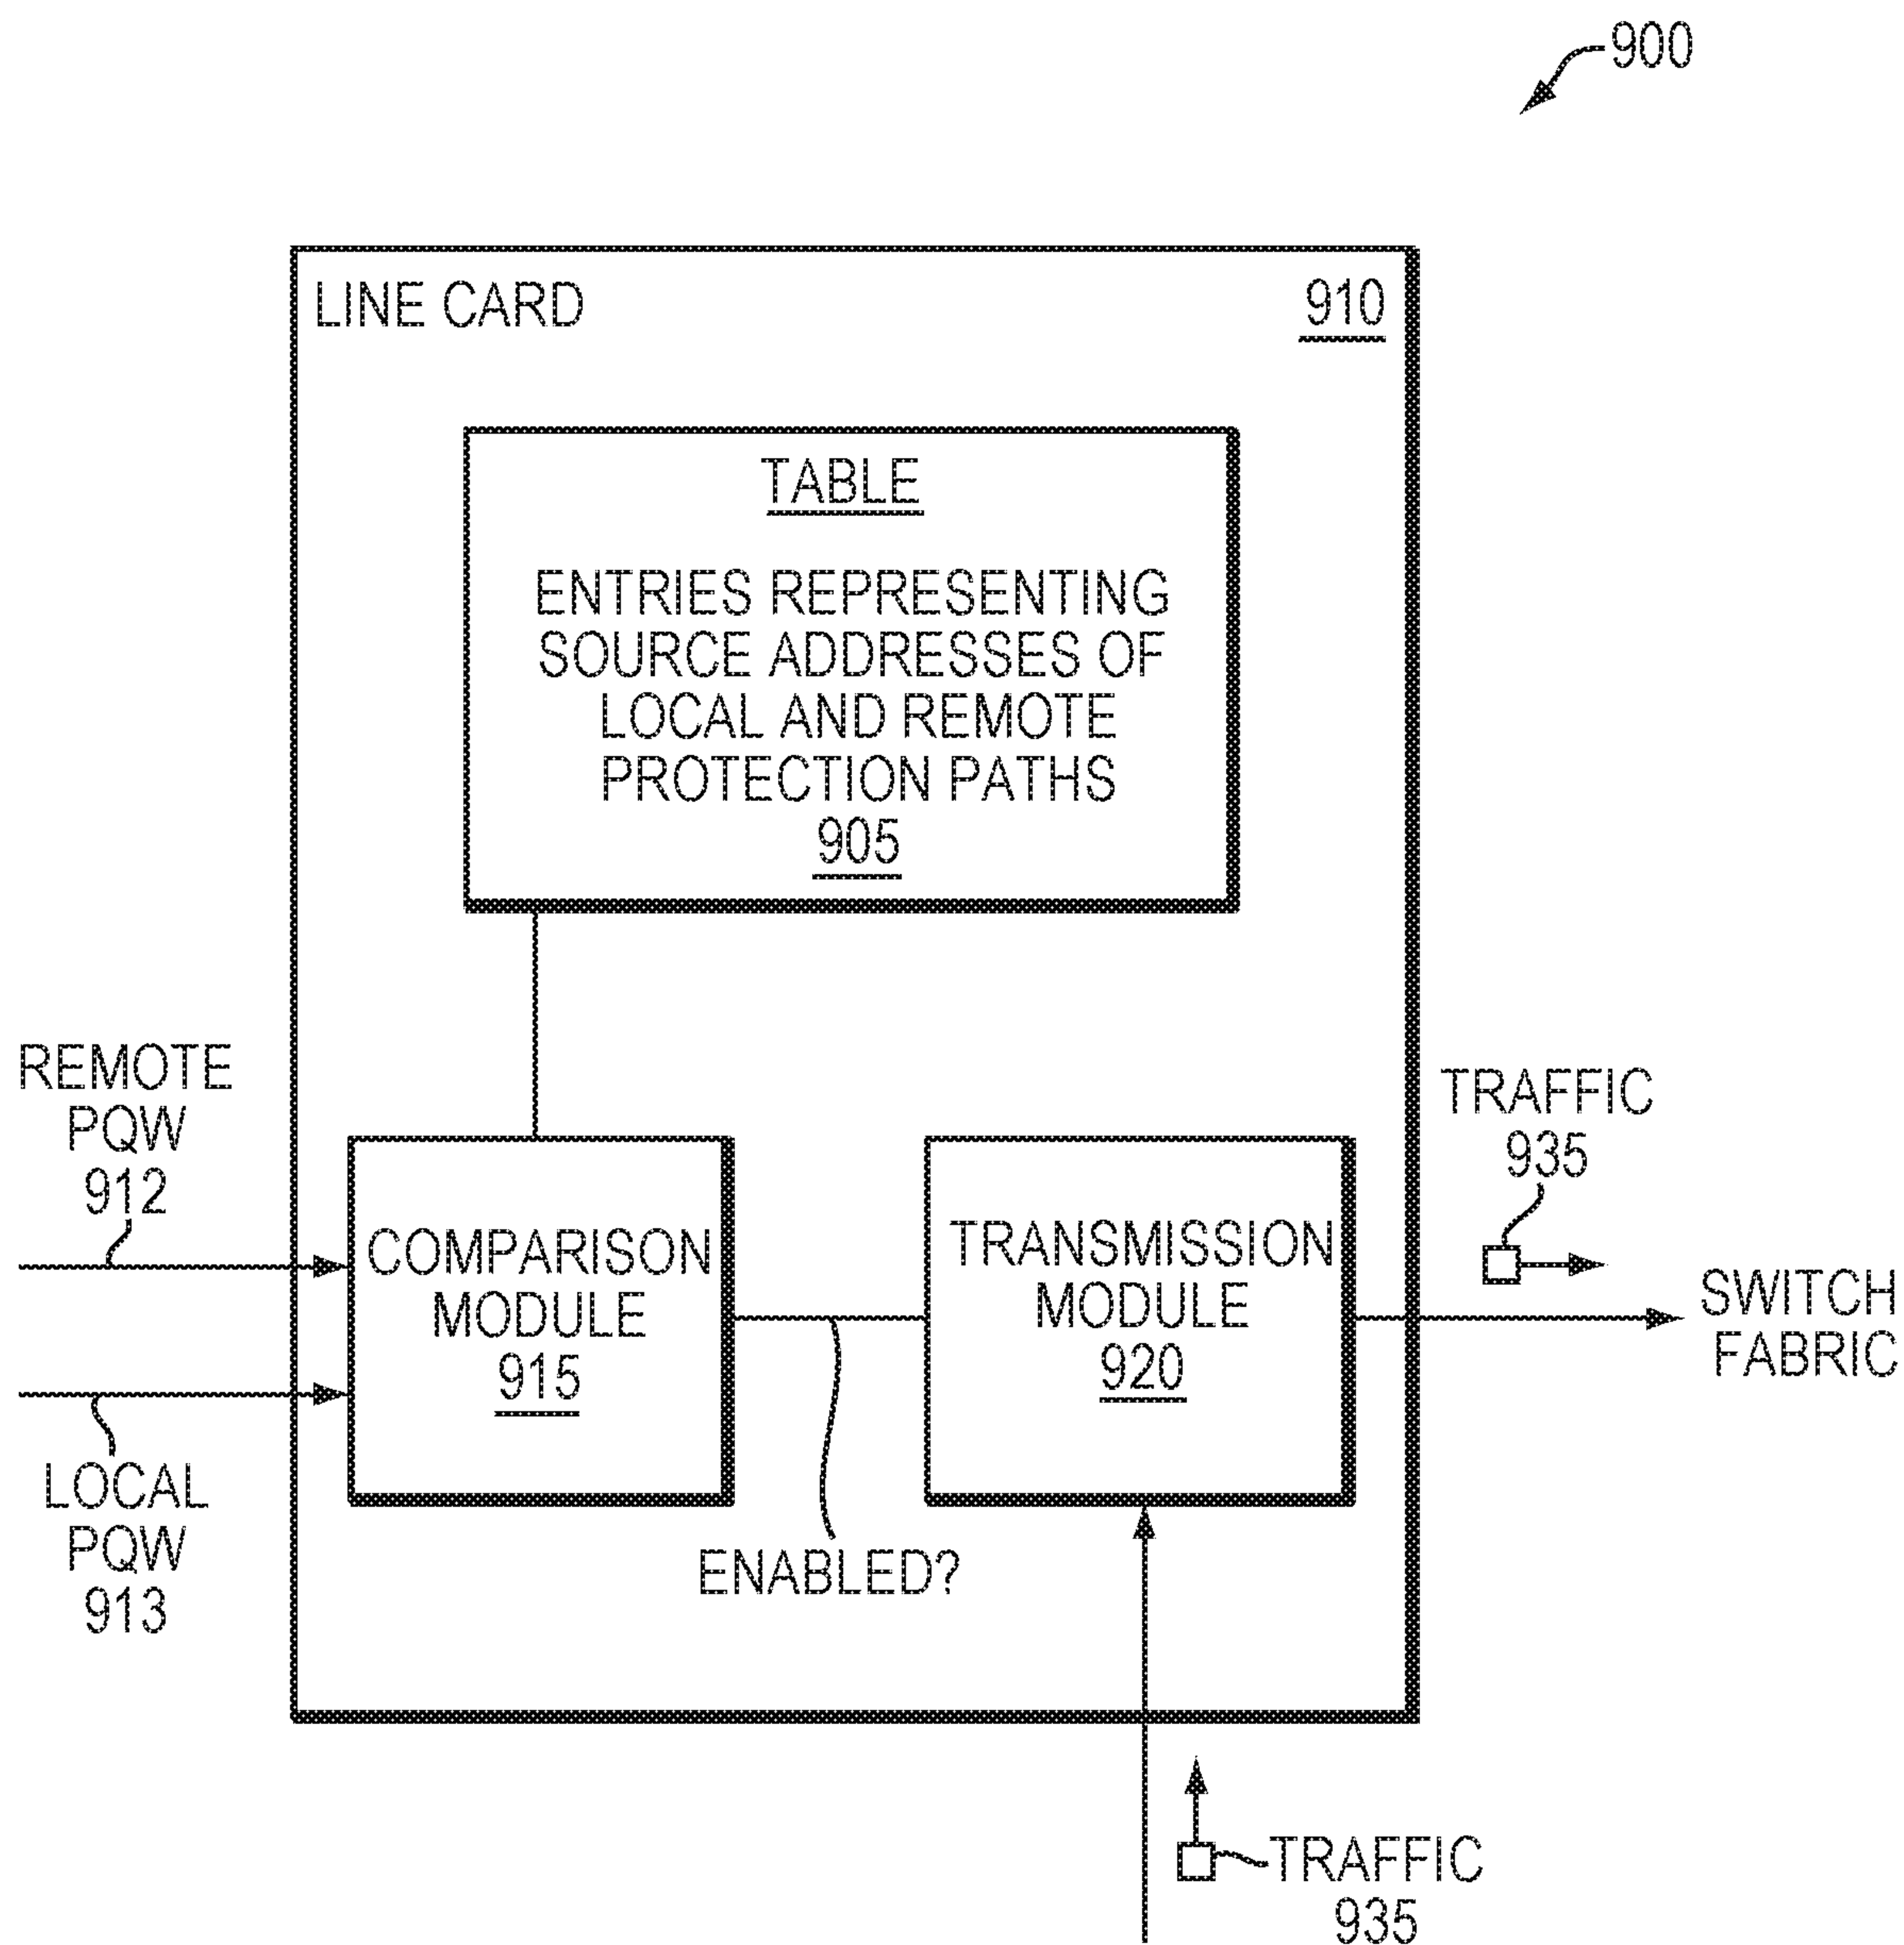 900
LINE CARD
910
TABLE
ENTRIES REPRESENTING
SOURCE ADDRESSES OF
LOCAL AND REMOTE
PROTECTION PATHS
905
REMOTE
PQW
912
LOCAL
PQW
913
COMPARISON
MODULE
915
ENABLED?
TRANSMISSION
MODULE
920
TRAFFIC
935
SWITCH
FABRIC
TRAFFIC
935